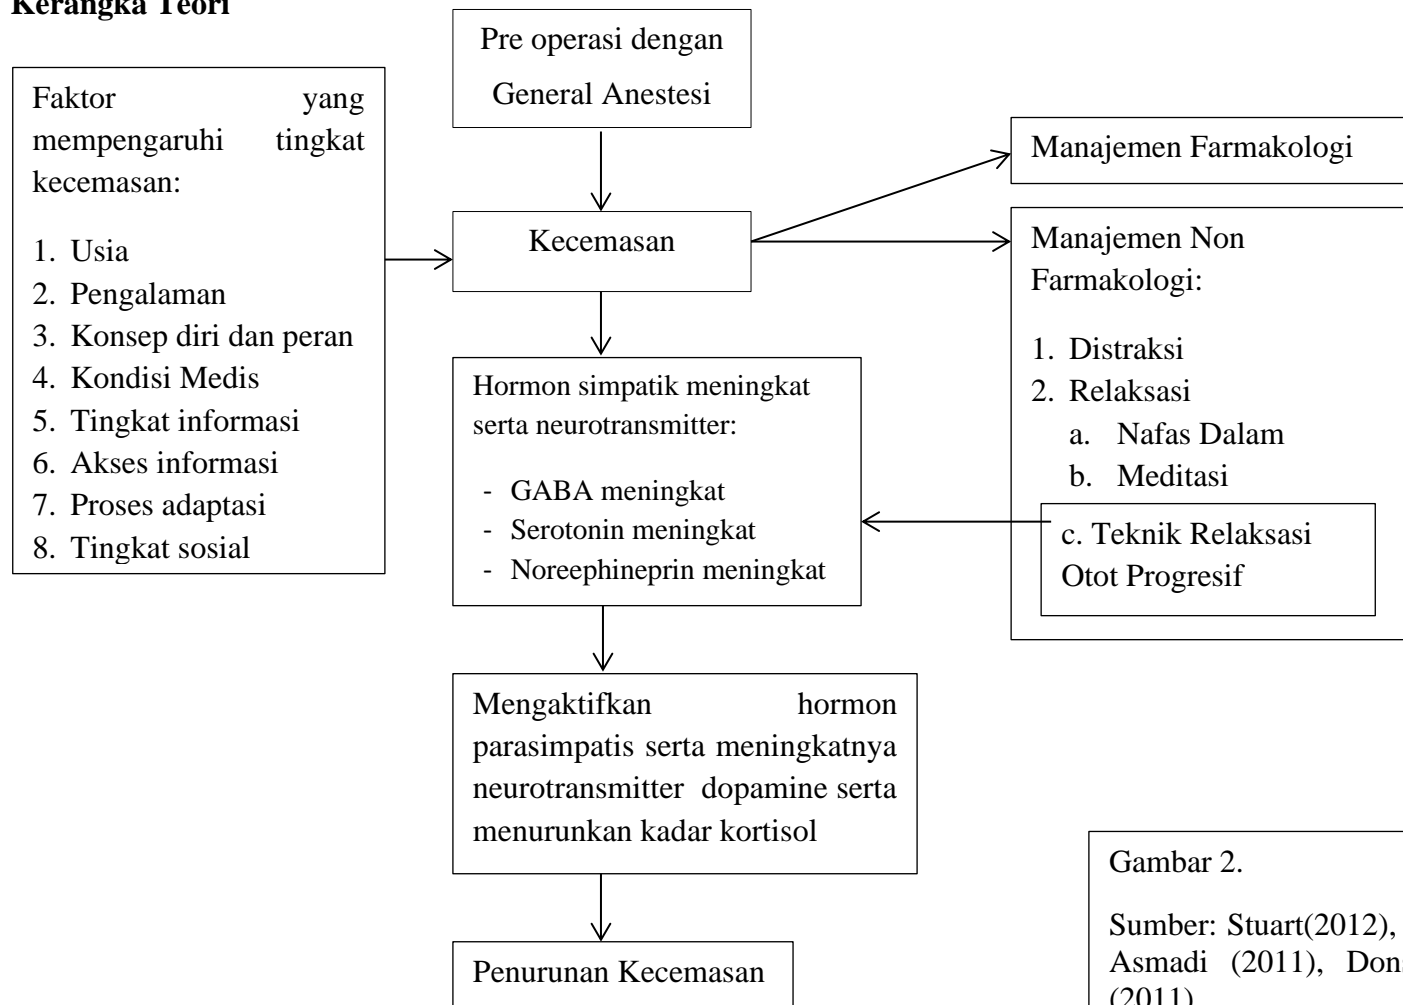 Kerangka Teori
Pre operasi dengan
General Anestesi
Faktor yang
mempengaruhi tingkat
kecemasan:
1. Usia
2. Pengalaman
3. Konsep diri dan peran
4. Kondisi Medis
5. Tingkat informasi
6. Akses informasi
7. Proses adaptasi
8. Tingkat sosial
Kecemasan
Manajemen Farmakologi
Manajemen Non
Farmakologi:
1. Distraksi
2. Relaksasi
a. Nafas Dalam
b. Meditasi
c. Teknik Relaksasi
Otot Progresif
Hormon simpatik meningkat
serta neurotransmitter:
- GABA meningkat
- Serotonin meningkat
- Noreephineprin meningkat
Mengaktifkan hormon
parasimpatis serta meningkatnya
neurotransmitter dopamine serta
menurunkan kadar kortisol
Penurunan Kecemasan
Gambar 2.
Sumber: Stuart(2012),
Asmadi (2011),
(2011)